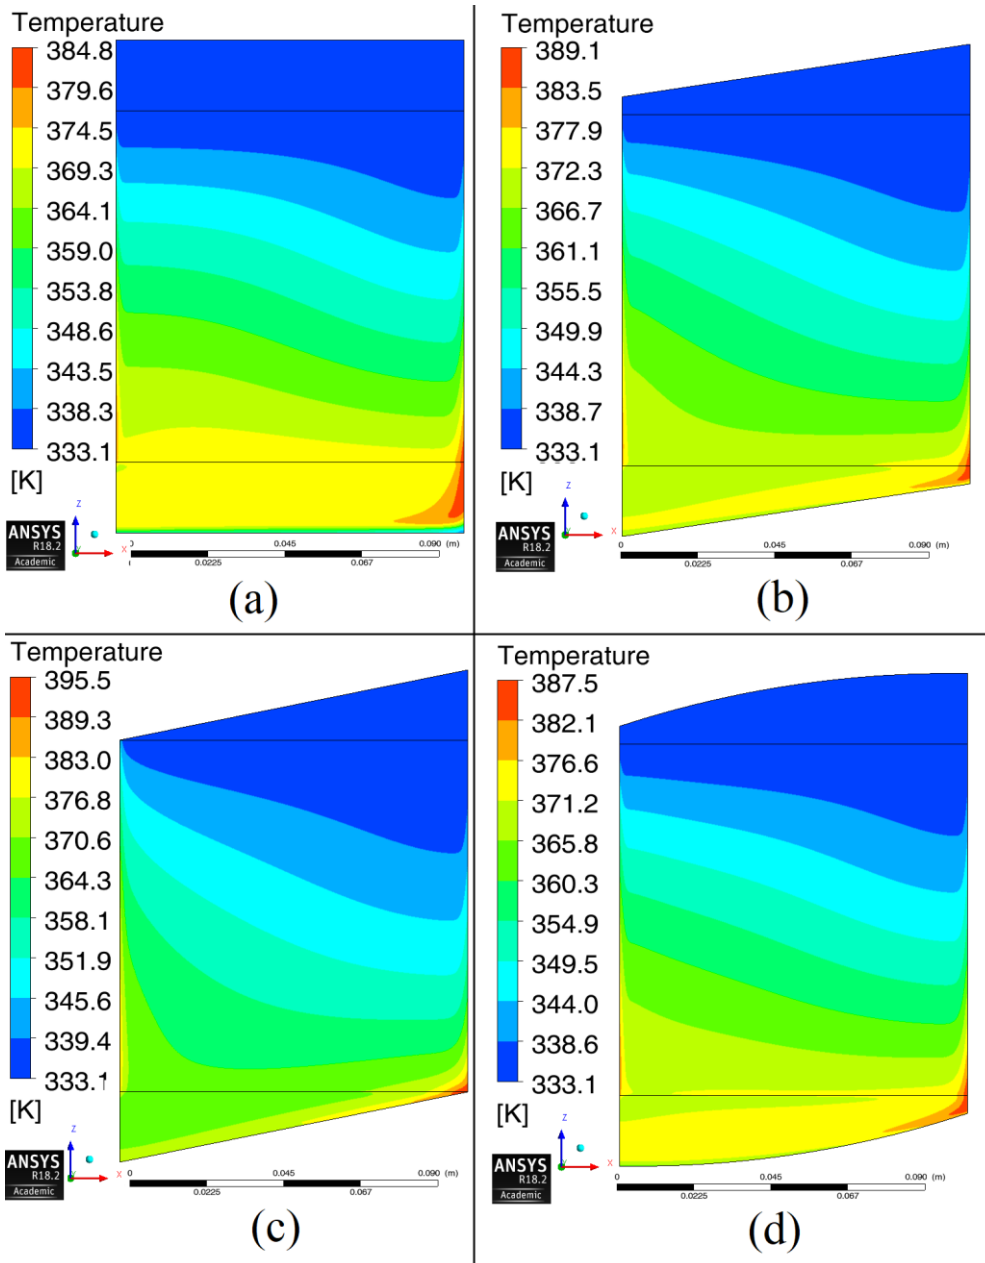 Temperature
384.8
379.6
374.5
369.3
364.1
359.0
353.8
348.6
343.5
338.3
333.1
[K]
ANSYS
R18.2
Academic
Z
Y
X
0.045
0.090 (m)
0.0225
0.067
(a)
Temperature
389.1
383.5
377.9
372.3
366.7
361.1
355.5
349.9
344.3
338.7
333.1
[K]
ANSYS
R18.2
Academic
Z
Y
X
0
0.045
0.090 (m)
0.0225
0.067
(b)
Temperature
395.5
389.3
383.0
376.8
370.6
364.3
358.1
351.9
345.6
339.4
333.1
[K]
ANSYS
R18.2
Academic
Z
Y
X
0
0.045
0.090 (m)
0.0225
0.067
(c)
Temperature
387.5
382.1
376.6
371.2
365.8
360.3
354.9
349.5
344.0
338.6
333.1
[K]
ANSYS
R18.2
Academic
Z
Y
X
0
0.045
0.090 (m)
0.0225
0.067
(d)